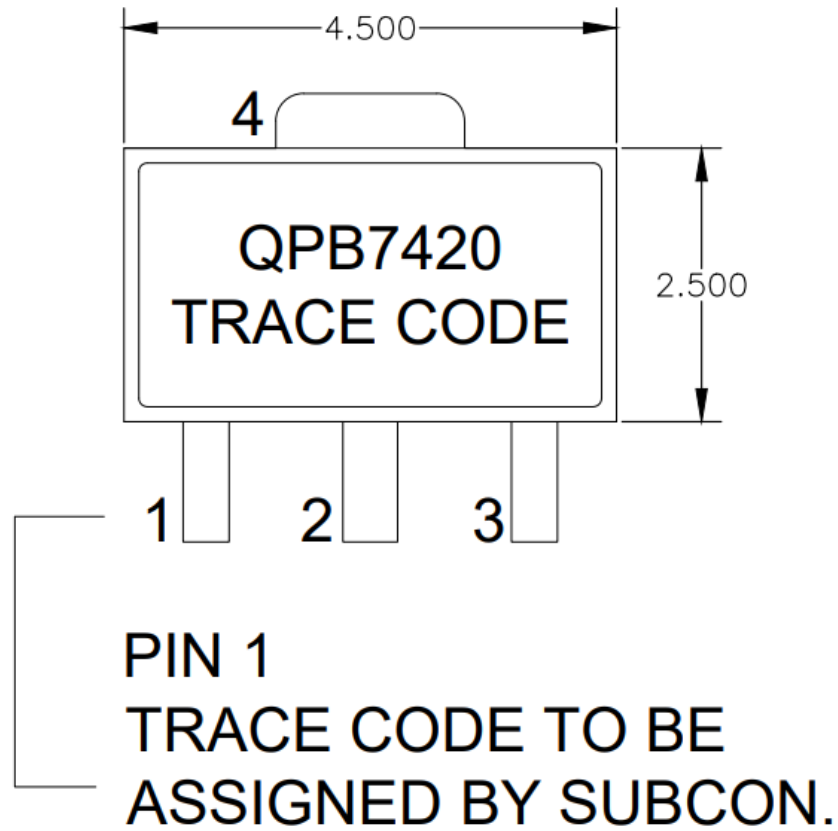 4.500
4
QPB7420
TRACE CODE
2.500
1 2 3
PIN 1
TRACE CODE TO BE
ASSIGNED BY SUBCON.